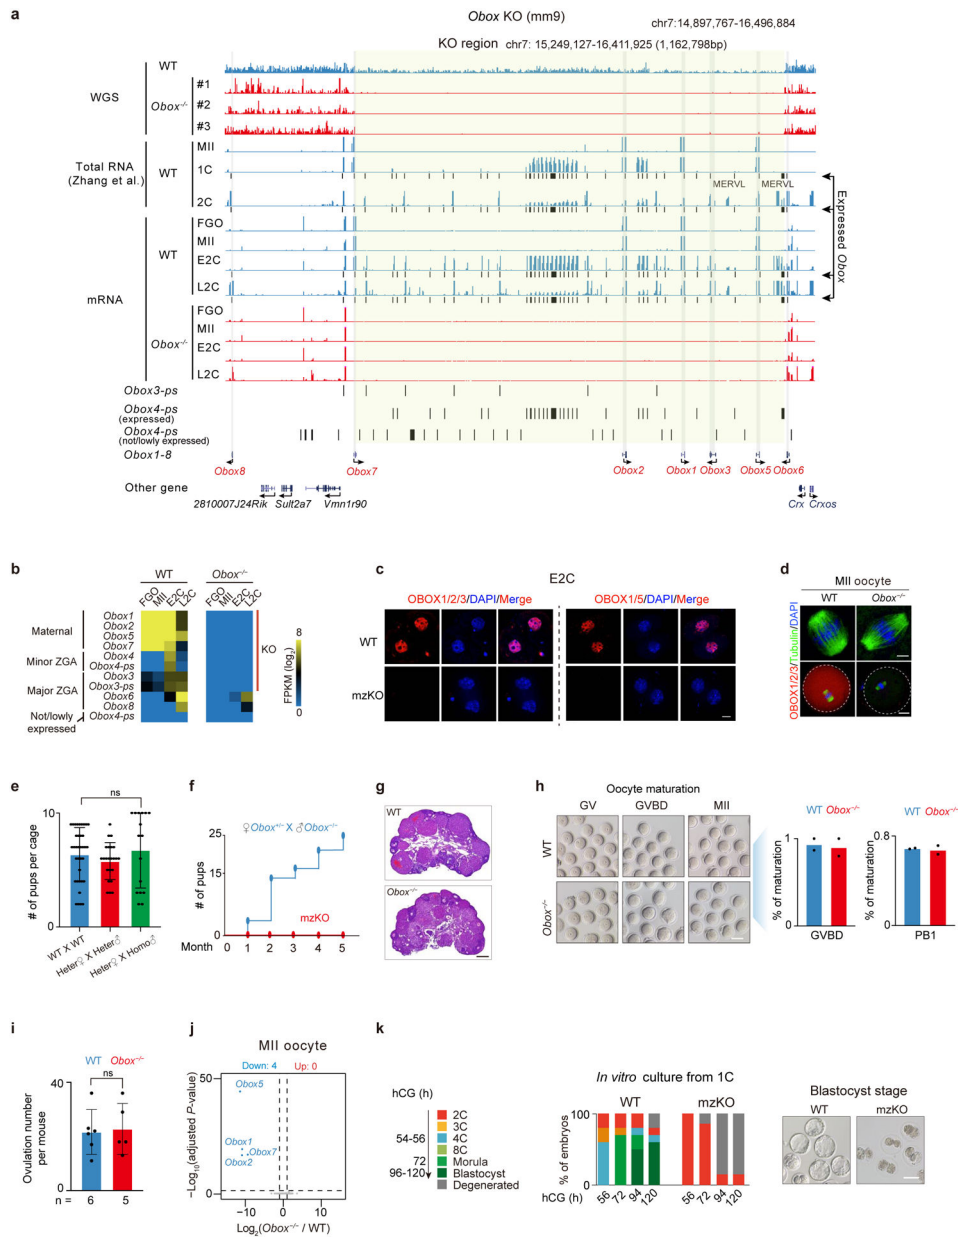 a
Obox KO (mm9)
chr7:14,897,767-16,496,884
KO region chr7: 15,249,127-16,411,925 (1,162,798bp)
WGS
WT
Obox-/-
#1
#2
#3
Total RNA
(Zhang et al.)
WT
MII
1C
2C
MERVL
MERVL
Expressed Obox
mRNA
WT
FGO
MII
E2C
L2C
Obox-/-
FGO
MII
E2C
L2C
Obox3-ps
Obox4-ps
(expressed)
Obox4-ps
(not/lowly expressed)
Obox1-8
Obox8
Obox7
Obox2
Obox1
Obox3
Obox5
Obox6
Other gene
2810007J24Rik
Sult2a7
Vmn1r90
Crx
Crxos
b
WT
Obox-/-
FGO
MII
E2C
L2C
FGO
MII
E2C
L2C
Maternal
Obox1
Obox2
Obox5
Obox7
Minor ZGA
Obox4
Obox4-ps
Major ZGA
Obox3
Obox3-ps
Obox6
Obox8
Not/lowly
expressed
Obox4-ps
KO
8
0
FPKM (log2)
c
E2C
OBOX1/2/3/DAPI/Merge
OBOX1/5/DAPI/Merge
WT
mzKO
d
MII oocyte
WT
Obox-/-
OBOX1/2/3/Tubulin/DAPI
e
ns
# of pups per cage
10
5
0
WT X WT
Heter♀ X Heter♂
Heter♀ X Homo♂
f
♀Obox+/- X ♂Obox-/-
# of pups
25
15
0
mzKO
Month 0 1 2 3 4 5
g
WT
Obox-/-
h
Oocyte maturation
GV
GVBD
MII
WT
Obox-/-
WT Obox-/-
% of maturation
1
0
GVBD
WT Obox-/-
% of maturation
0.8
0
PB1
i
WT
Obox-/-
ns
Ovulation number
per mouse
40
20
0
n = 6 5
j
MII oocyte
Down: 4
Up: 0
−Log10(adjusted P-value)
50
0
Obox5
Obox1
Obox7
Obox2
−10 0 10
Log2(Obox-/- / WT)
k
hCG (h)
54-56
72
96-120
2C
3C
4C
8C
Morula
Blastocyst
Degenerated
In vitro culture from 1C
WT
mzKO
% of embryos
100
50
0
hCG (h) 56 72 94 120 56 72 94 120
Blastocyst stage
WT
mzKO